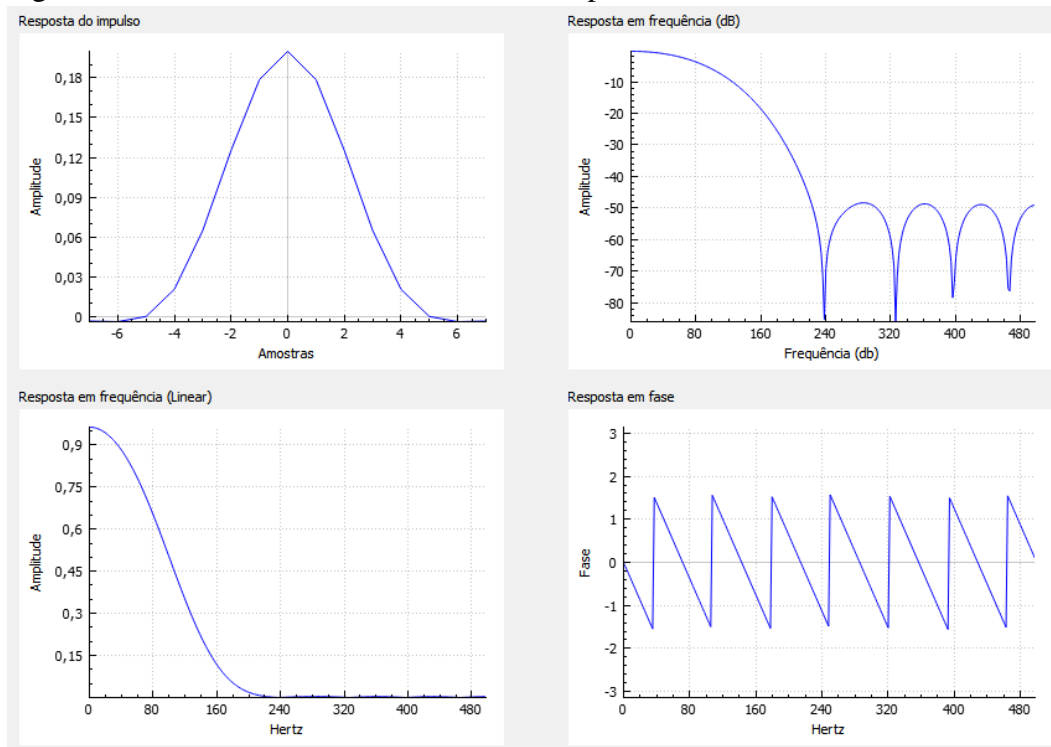 Resposta do impulso
0,18
0,15
0,12
0,09
0,06
0,03
0
Amplitude
-6 -4 -2 0 2 4 6
Amostras
Resposta em frequência (dB)
-10
-20
-30
-40
-50
-60
-70
-80
Amplitude
0 80 160 240 320 400 480
Frequência (db)
Resposta em frequência (Linear)
0,9
0,75
0,6
0,45
0,3
0,15
Amplitude
0 80 160 240 320 400 480
Hertz
Resposta em fase
3
2
1
0
-1
-2
-3
Fase
0 80 160 240 320 400 480
Hertz